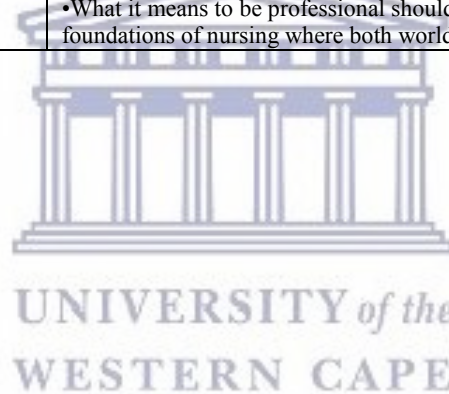 •What it means to be professional should
foundations of nursing where both world
UNIVERSITY of the
WESTERN CAPE